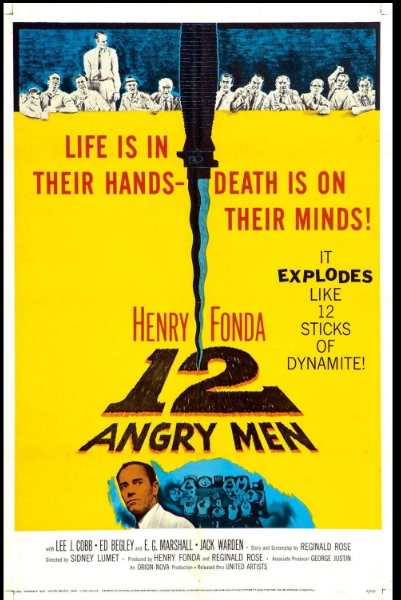 LIFE IS IN
THEIR HANDS- DEATH IS ON
THEIR MINDS!
IT
EXPLODES
LIKE
12
STICKS
OF
DYNAMITE!
HENRY FONDA
12
ANGRY MEN
with LEE J. COBB • ED BEGLEY and E. G. MARSHALL • JACK WARDEN • Story and Screenplay by REGINALD ROSE
Directed by SIDNEY LUMET • Produced by HENRY FONDA and REGINALD ROSE • Associate Producer GEORGE JUSTIN
An ORION-NOVA Production • Released thru UNITED ARTISTS